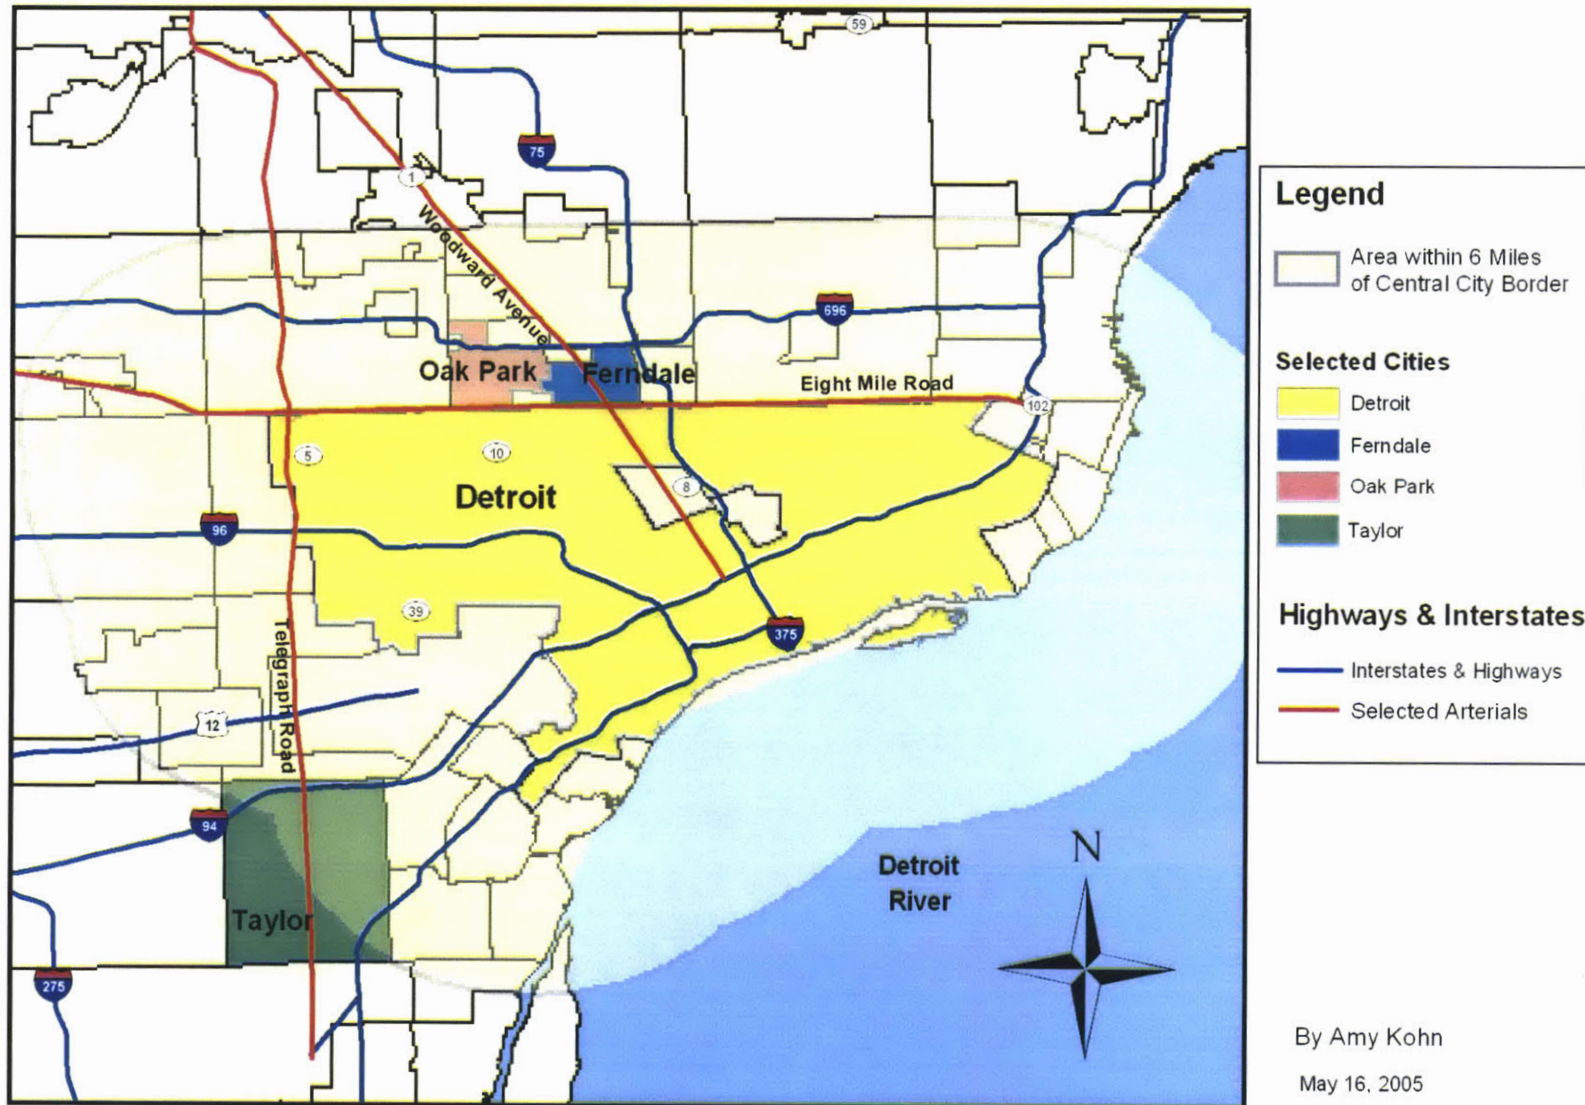 59
75
1
Woodward Avenue
696
Oak Park
Ferndale
Eight Mile Road
102
5
10
Detroit
8
96
39
375
Telegraph Road
12
94
Taylor
275
Detroit
River
N
Legend
Area within 6 Miles
of Central City Border
Selected Cities
Detroit
Ferndale
Oak Park
Taylor
Highways & Interstates
Interstates & Highways
Selected Arterials
By Amy Kohn
May 16, 2005